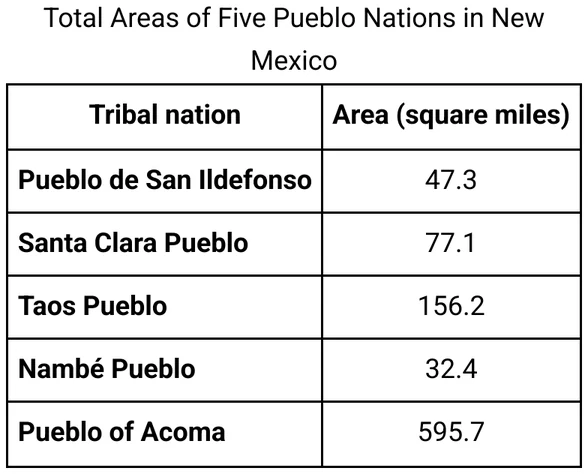 Total Areas of Five Pueblo Nations in New
Mexico
Tribal nation Area (square miles)
Pueblo de San Ildefonso 47.3
Santa Clara Pueblo 77.1
Taos Pueblo 156.2
Nambé Pueblo 32.4
Pueblo of Acoma 595.7